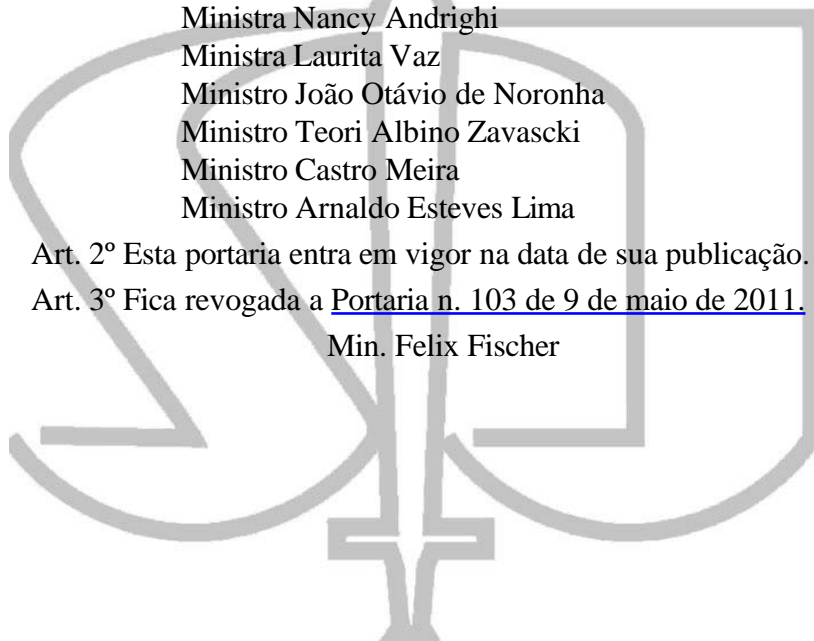 Ministra Nancy Andrighi
Ministra Laurita Vaz
Ministro João Otávio de Noronha
Ministro Teori Albino Zavascki
Ministro Castro Meira
Ministro Arnaldo Esteves Lima
Art. 2º Esta portaria entra em vigor na data de sua publicação.
Art. 3º Fica revogada a Portaria n. 103 de 9 de maio de 2011.
Min. Felix Fischer